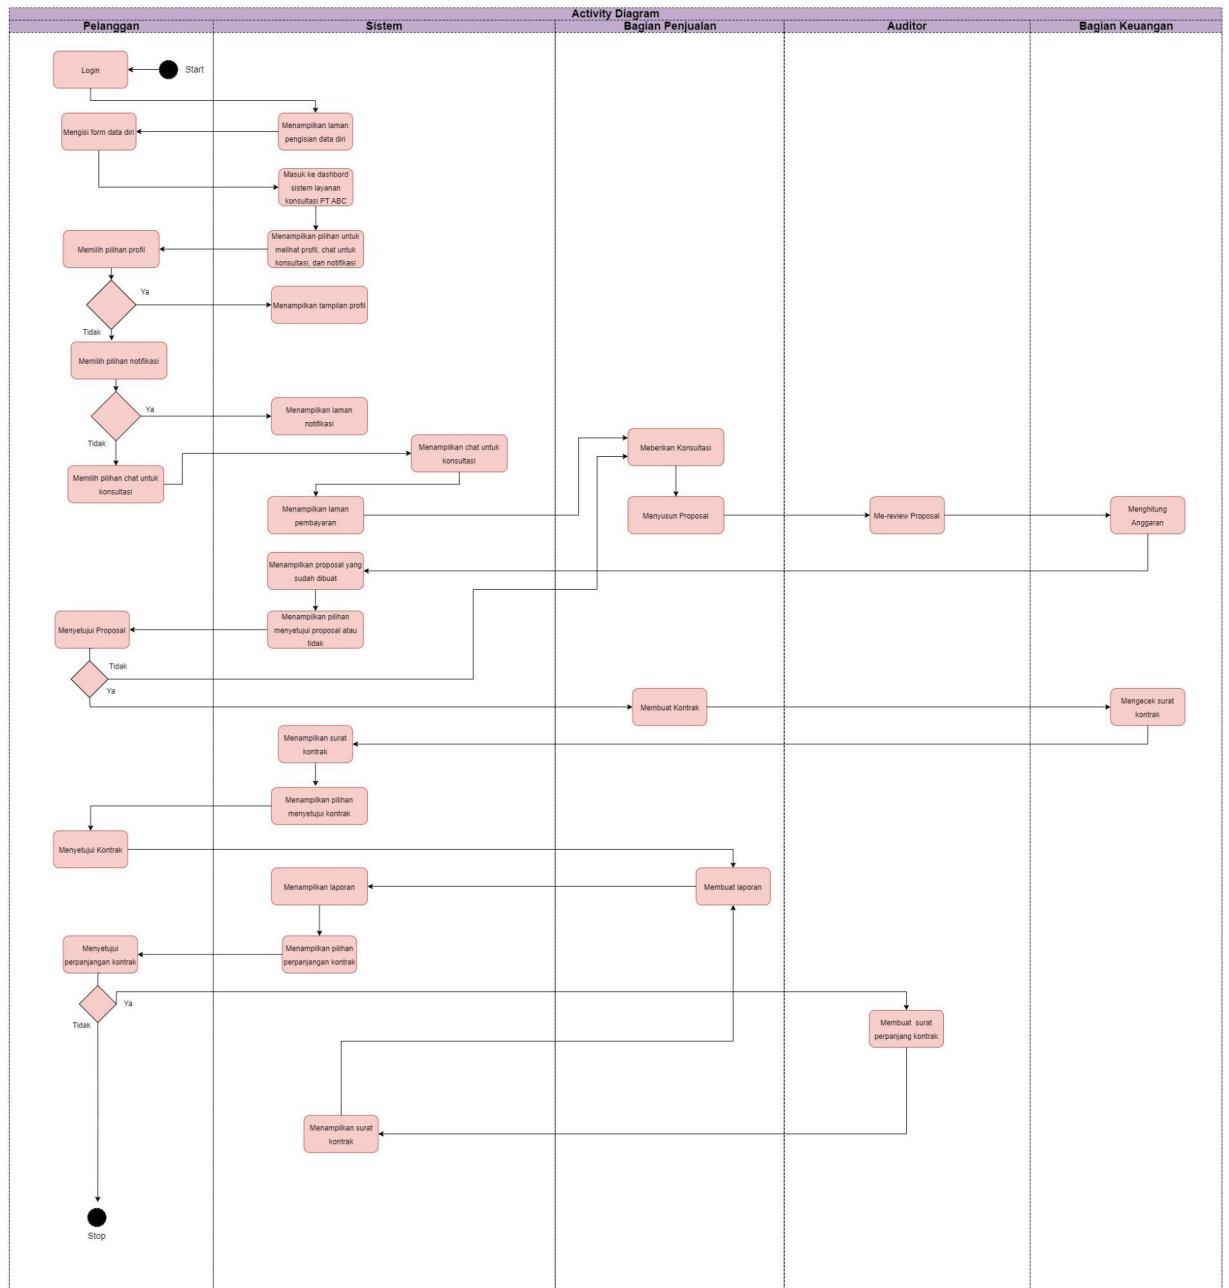 Activity Diagram
Pelanggan
Sistem
Bagian Penjualan
Auditor
Bagian Keuangan
Login
Start
Menampilkan laman
pengisian data diri
Mengisi form data diri
Masuk ke dashbord
sistem layanan
konsultasi PT ABC
Menampilkan pilihan untuk
melihat profil, chat untuk
konsultasi, dan notifikasi
Memilih pilihan profil
Ya
Menampilkan tampilan profil
Tidak
Memilih pilihan notifikasi
Ya
Menampilkan laman
notifikasi
Tidak
Memilih pilihan chat untuk
konsultasi
Menampilkan chat untuk
konsultasi
Meberikan Konsultasi
Menampilkan laman
pembayaran
Menyusun Proposal
Me-review Proposal
Menghitung
Anggaran
Menampilkan proposal yang
sudah dibuat
Menampilkan pilihan
menyetujui proposal atau
tidak
Menyetujui Proposal
Tidak
Ya
Membuat Kontrak
Mengecek surat
kontrak
Menampilkan surat
kontrak
Menampilkan pilihan
menyetujui kontrak
Menyetujui Kontrak
Membuat laporan
Menampilkan laporan
Menampilkan pilihan
perpanjangan kontrak
Menyetujui
perpanjangan kontrak
Ya
Tidak
Membuat surat
perpanjang kontrak
Menampilkan surat
kontrak
Stop